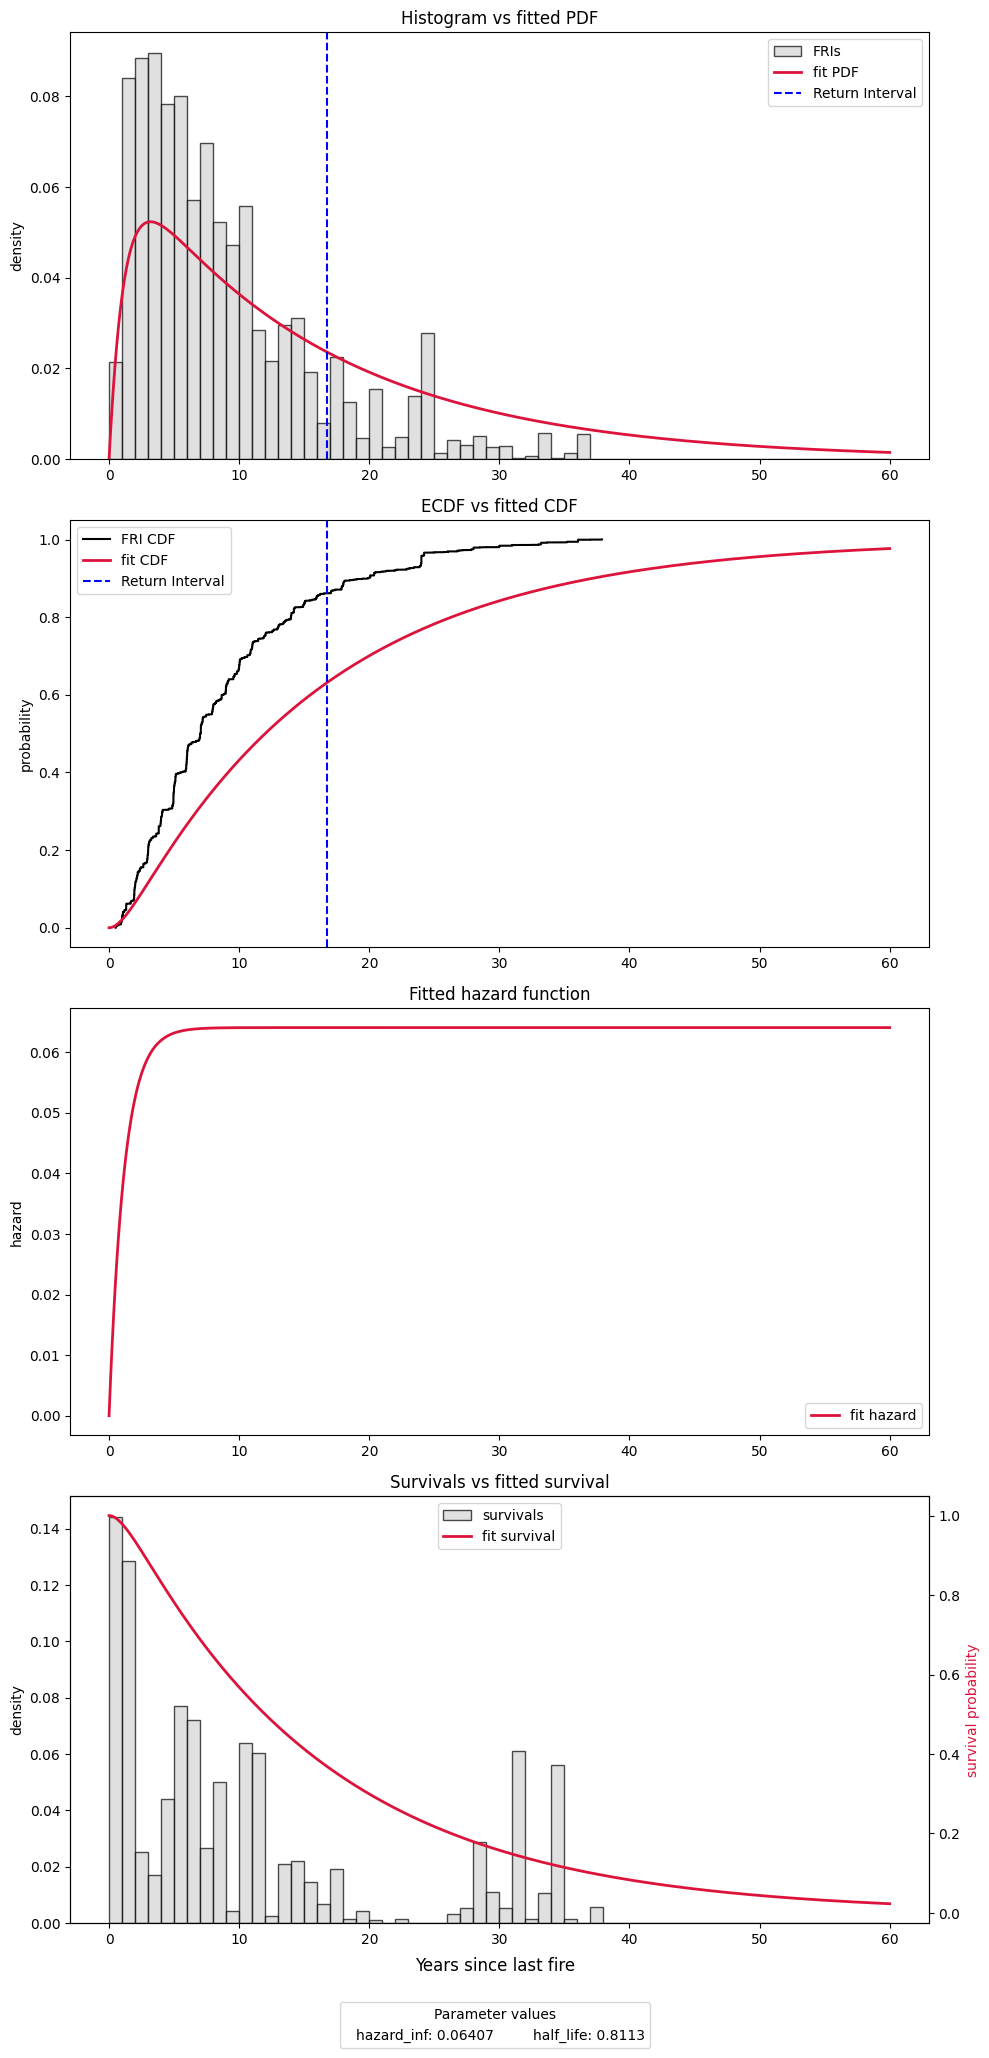 Histogram vs fitted PDF
FRIs
fit PDF
Return Interval
density
0.08
0.06
0.04
0.02
0.00
0 10 20 30 40 50 60
ECDF vs fitted CDF
FRI CDF
fit CDF
Return Interval
probability
1.0
0.8
0.6
0.4
0.2
0.0
0 10 20 30 40 50 60
Fitted hazard function
hazard
0.06
0.05
0.04
0.03
0.02
0.01
0.00
fit hazard
0 10 20 30 40 50 60
Survivals vs fitted survival
survivals
fit survival
density
0.14
0.12
0.10
0.08
0.06
0.04
0.02
0.00
1.0
0.8
0.6
0.4
0.2
0.0
survival probability
0 10 20 30 40 50 60
Years since last fire
Parameter values
hazard_inf: 0.06407 half_life: 0.8113